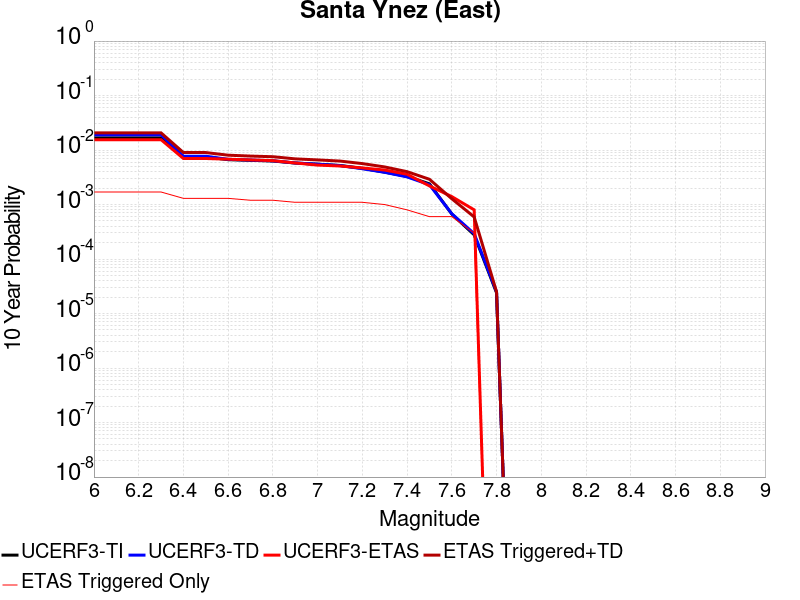 Santa Ynez (East)
10^0
10^-1
10^-2
10^-3
10^-4
10^-5
10^-6
10^-7
10^-8
10 Year Probability
6 6.2 6.4 6.6 6.8 7 7.2 7.4 7.6 7.8 8 8.2 8.4 8.6 8.8 9
Magnitude
UCERF3-TI UCERF3-TD UCERF3-ETAS ETAS Triggered+TD
ETAS Triggered Only